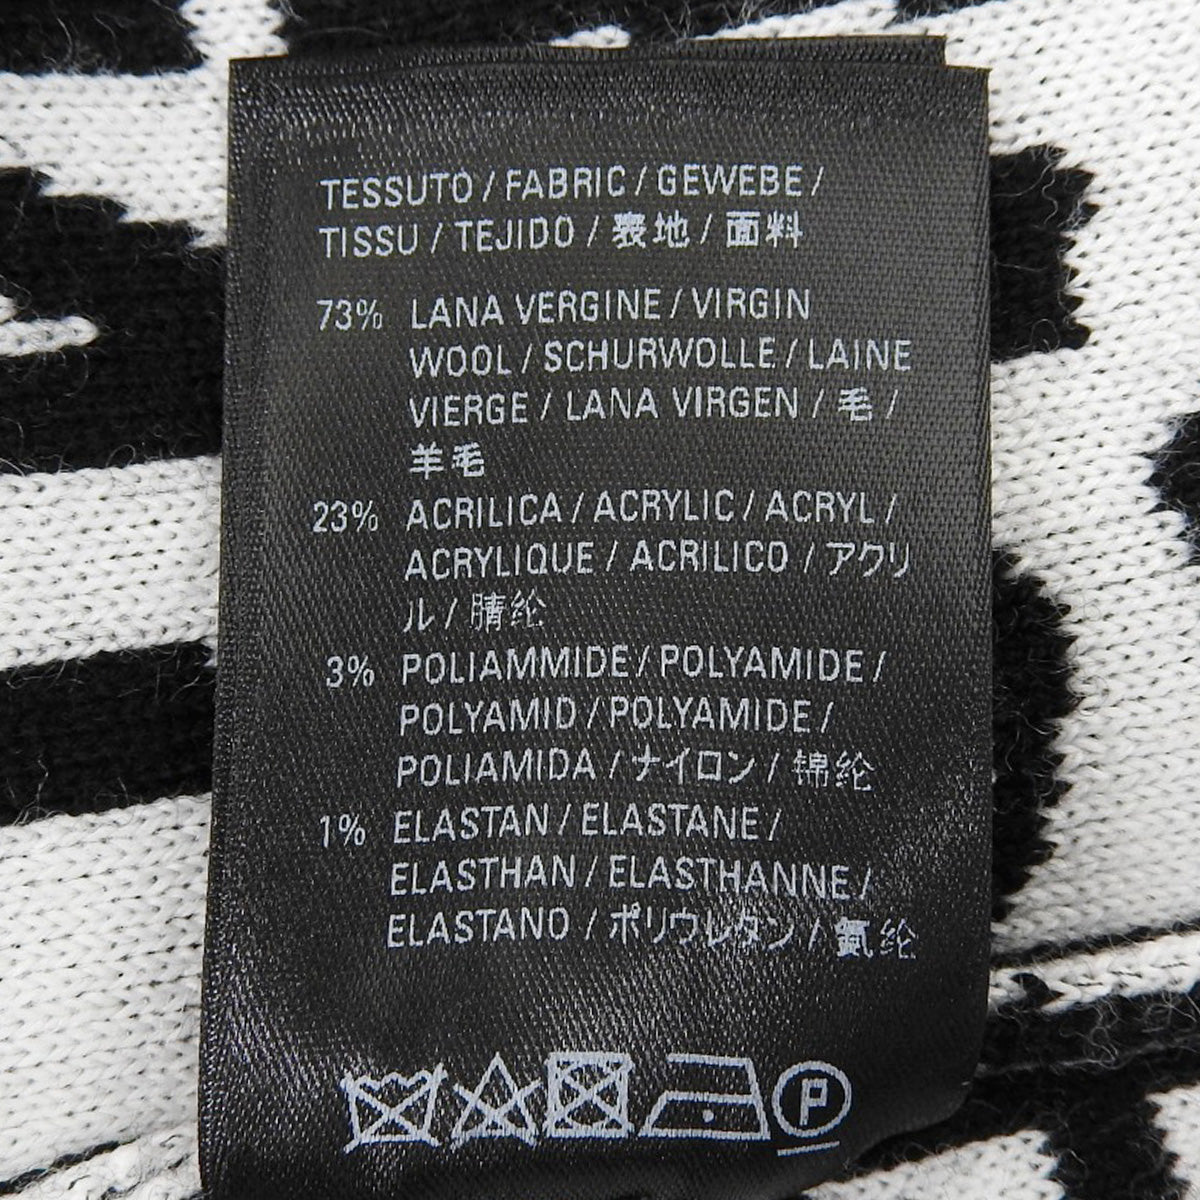 TESSUTO / FABRIC / GEWEBE /
TISSU / TEJIDO / 表地 / 面料
73% LANA VERGINE / VIRGIN
WOOL / SCHURWOLLE / LAINE
VIERGE / LANA VIRGEN / 毛 /
羊毛
23% ACRILICA / ACRYLIC / ACRYL /
ACRYLIQUE / ACRILICO / アクリ
ル / 腈纶
3% POLIAMMIDE / POLYAMIDE /
POLYAMID / POLYAMIDE /
POLIAMIDA / ナイロン / 锦纶
1% ELASTAN / ELASTANE /
ELASTHAN / ELASTHANNE /
ELASTANO / ポリウレタン / 氨纶
P